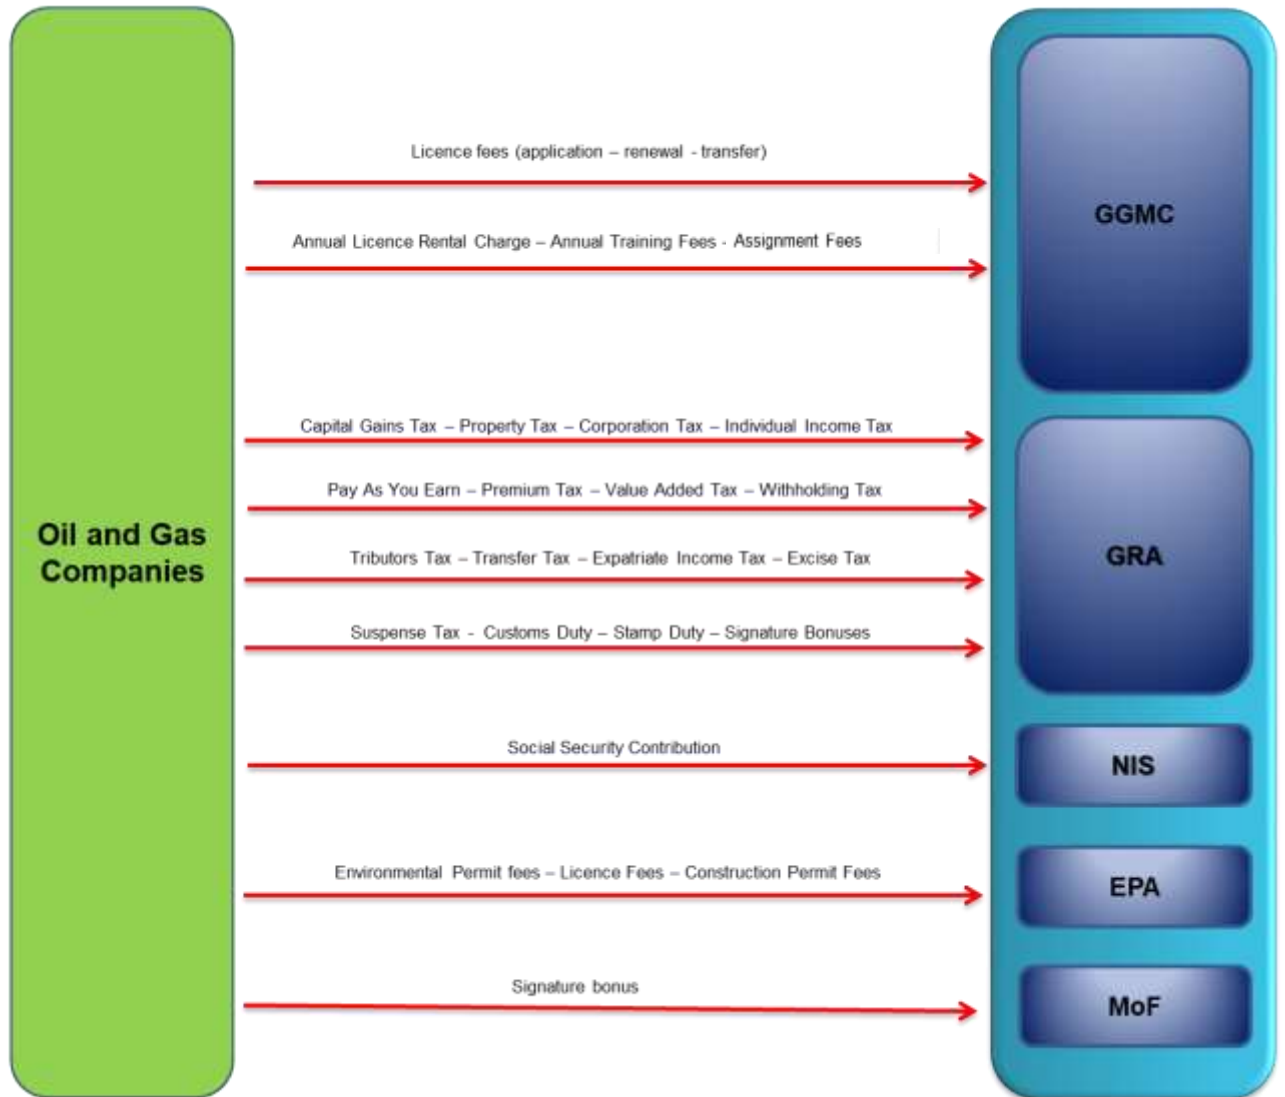 Licence fees (application – renewal - transfer)
GGMC
Annual Licence Rental Charge – Annual Training Fees - Assignment Fees
Capital Gains Tax – Property Tax – Corporation Tax – Individual Income Tax
Pay As You Earn – Premium Tax – Value Added Tax – Withholding Tax
Oil and Gas
Companies
Tributors Tax – Transfer Tax – Expatriate Income Tax – Excise Tax
GRA
Suspense Tax - Customs Duty – Stamp Duty – Signature Bonuses
Social Security Contribution
NIS
Environmental Permit fees – Licence Fees – Construction Permit Fees
EPA
Signature bonus
MoF